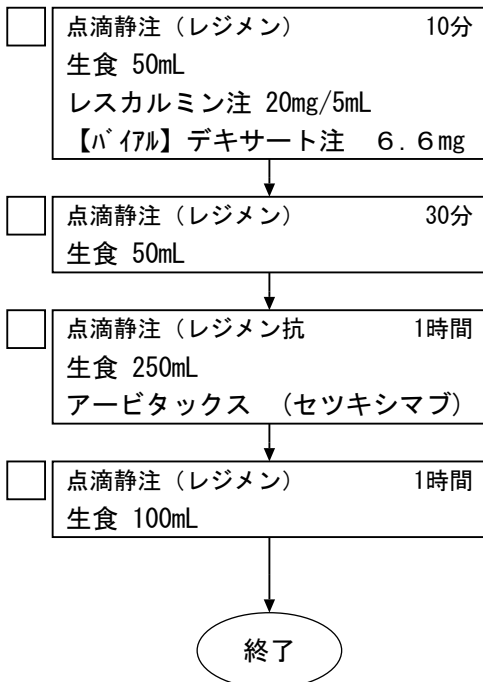 点滴静注（レジメン） 10分
生食 50mL
レスカルミン注 20mg/5mL
【ﾊﾞｲｱﾙ】デキサート注 ６.６mg
点滴静注（レジメン） 30分
生食 50mL
点滴静注（レジメン抗 1時間
生食 250mL
アービタックス （セツキシマブ）
点滴静注（レジメン） 1時間
生食 100mL
終了